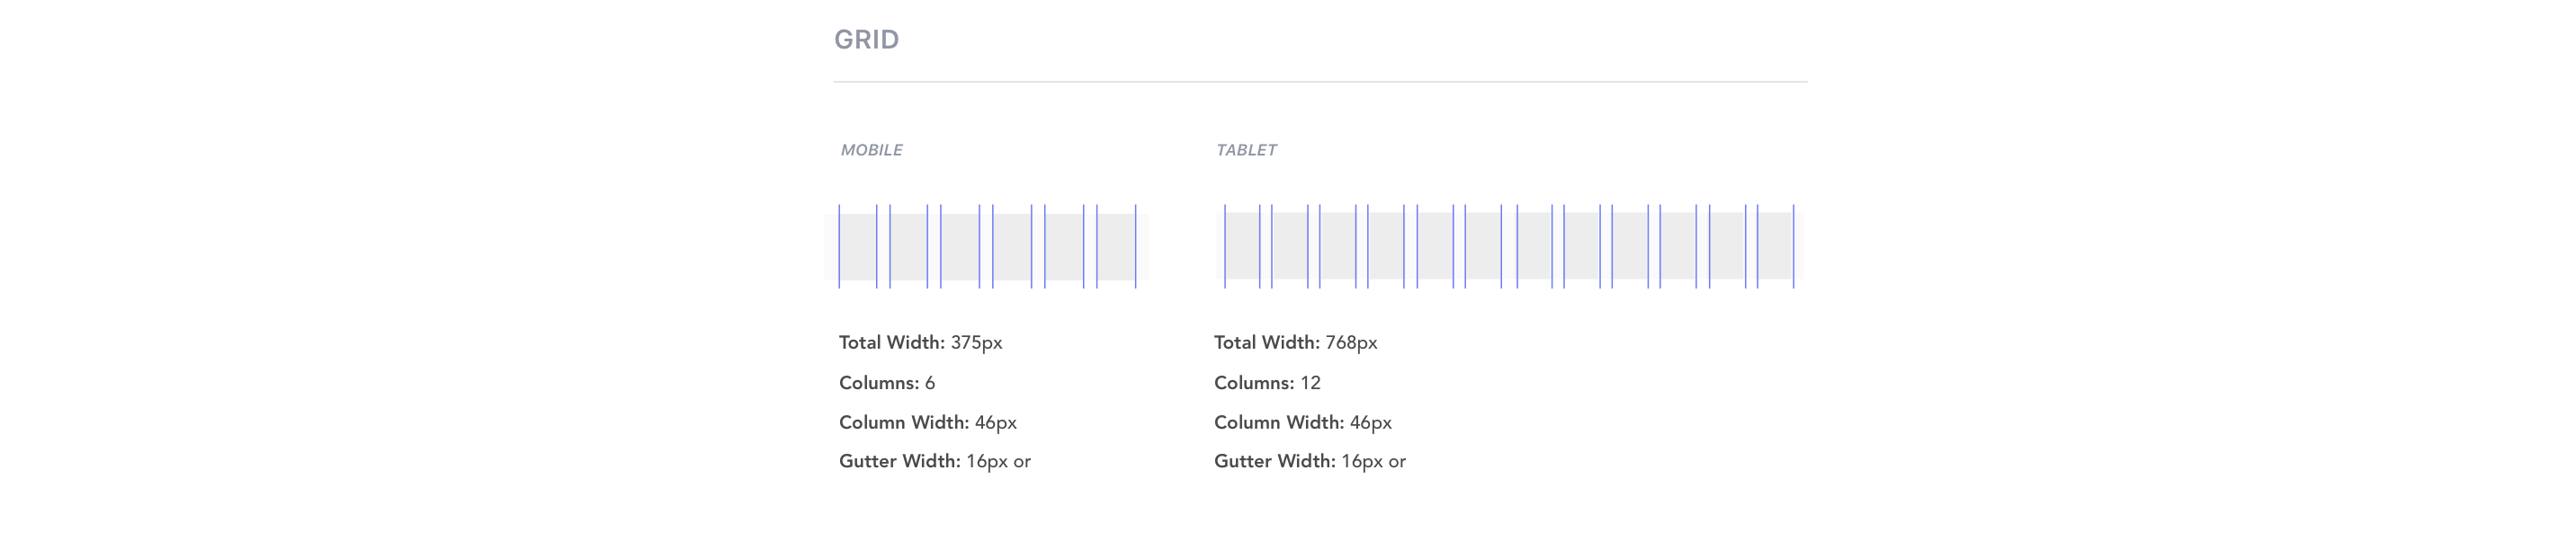 GRID
MOBILE
TABLET
Total Width: 375px
Columns: 6
Column Width: 46px
Gutter Width: 16px or
Total Width: 768px
Columns: 12
Column Width: 46px
Gutter Width: 16px or